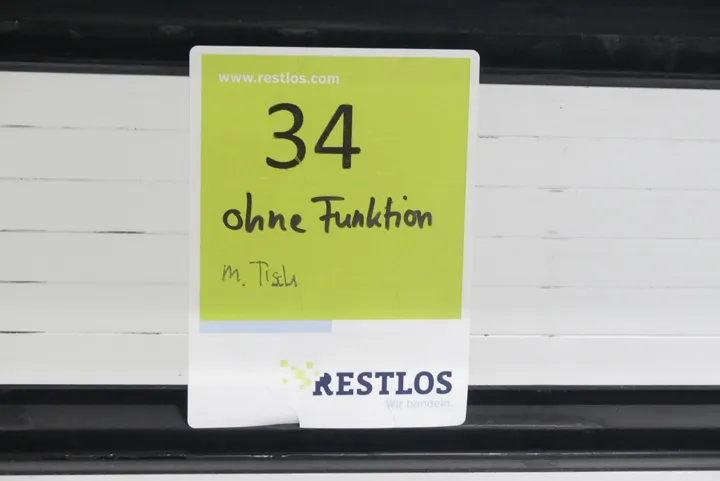 www.restlos.com
34
ohne Funktion
m. Tisch
RESTLOS
Wir handeln.